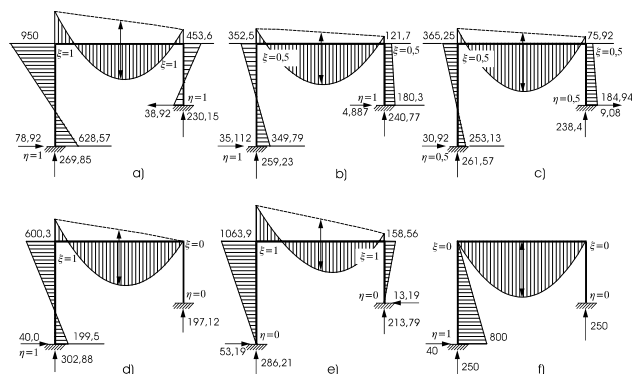 950
453,6
ξ=1
ξ=1
η=1
38,92
230,15
78,92
628,57
η=1
269,85
a)
352,5
121,7
ξ=0,5
ξ=0,5
η=1
180,3
4,887
240,77
35,112
349,79
η=1
259,23
b)
365,25
75,92
ξ=0,5
ξ=0,5
η=0,5
184,94
9,08
238,4
30,92
253,13
η=0,5
261,57
c)
600,3
ξ=0
ξ=1
η=0
197,12
40,0
199,5
η=1
302,88
d)
1063,9
158,56
ξ=1
ξ=1
η=0
13,19
213,79
η=0
53,19
286,21
e)
ξ=0
ξ=0
η=0
250
η=1
800
40
250
f)